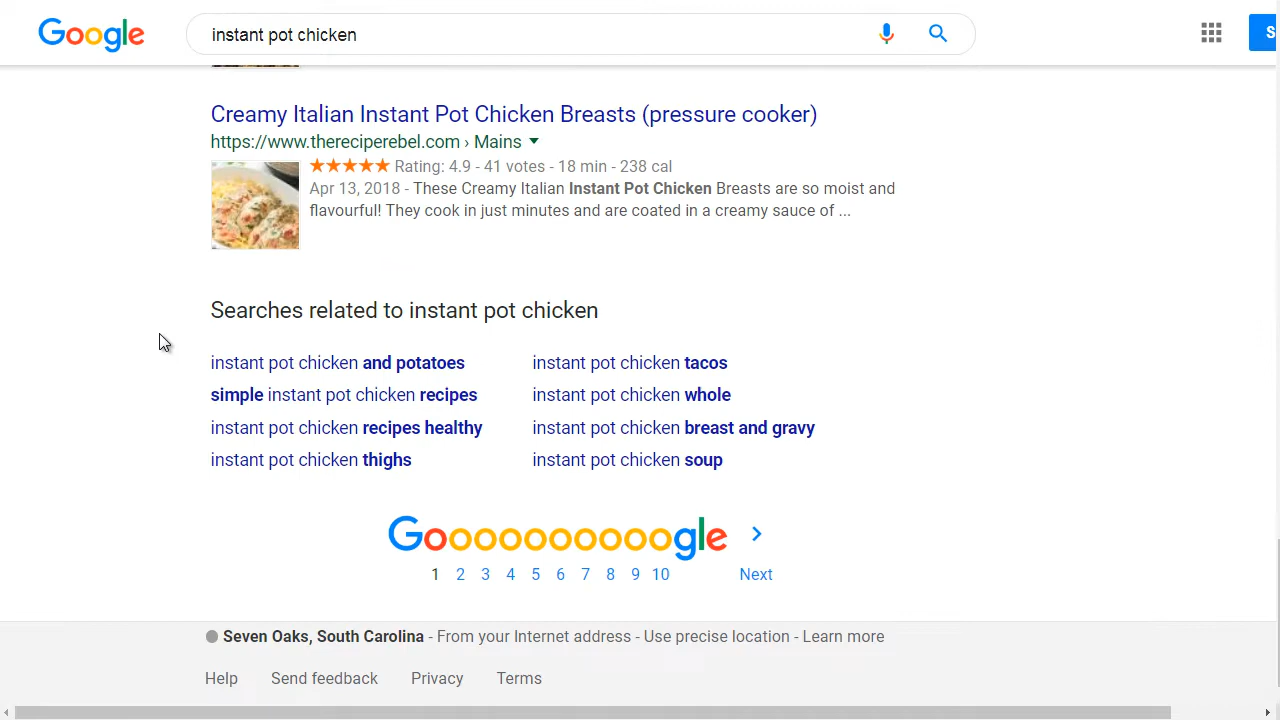 Google
instant pot chicken
S
Creamy Italian Instant Pot Chicken Breasts (pressure cooker)
https://www.thereciperebel.com › Mains
Rating: 4.9 - 41 votes - 18 min - 238 cal
Apr 13, 2018 - These Creamy Italian Instant Pot Chicken Breasts are so moist and
flavourful! They cook in just minutes and are coated in a creamy sauce of ...
Searches related to instant pot chicken
instant pot chicken and potatoes
simple instant pot chicken recipes
instant pot chicken recipes healthy
instant pot chicken thighs
instant pot chicken tacos
instant pot chicken whole
instant pot chicken breast and gravy
instant pot chicken soup
Goooooooooogle
1 2 3 4 5 6 7 8 9 10 Next
Seven Oaks, South Carolina - From your Internet address - Use precise location - Learn more
Help Send feedback Privacy Terms